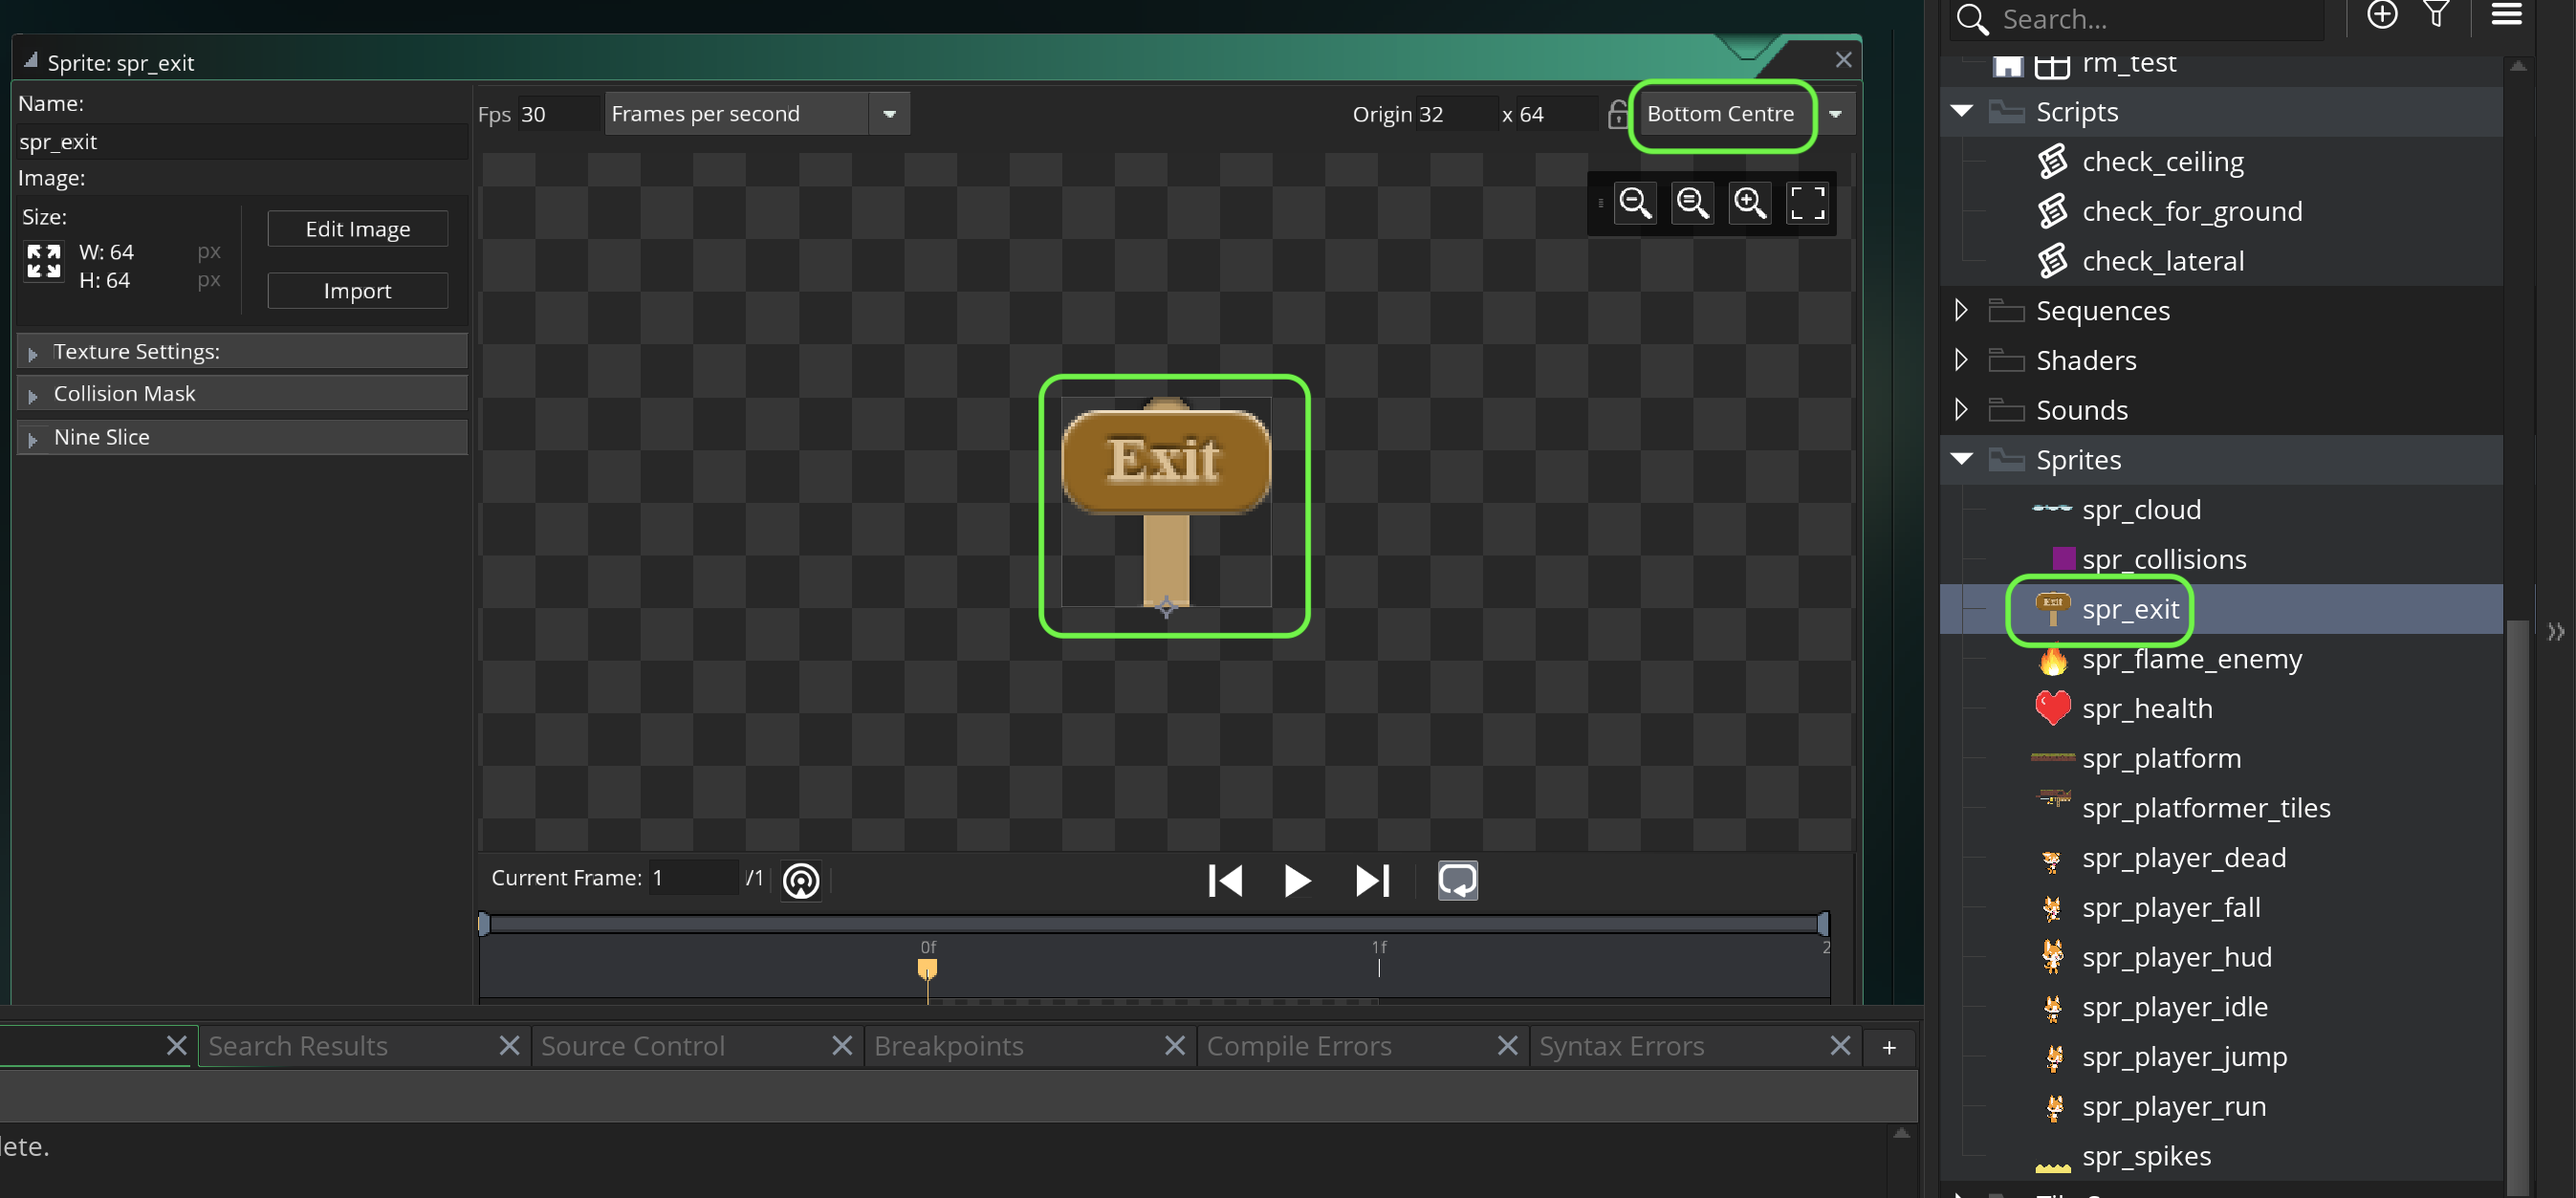 Search...
Sprite: spr_exit
Name:
spr_exit
Image:
Size:
W: 64 px
H: 64 px
Edit Image
Import
Texture Settings:
Collision Mask
Nine Slice
Fps 30 Frames per second Origin 32 x 64 Bottom Centre
Exit
Current Frame: 1 /1
0f 1f 2
Search Results Source Control Breakpoints Compile Errors Syntax Errors +
lete.
rm_test
Scripts
check_ceiling
check_for_ground
check_lateral
Sequences
Shaders
Sounds
Sprites
spr_cloud
spr_collisions
Exit spr_exit
spr_flame_enemy
spr_health
spr_platform
spr_platformer_tiles
spr_player_dead
spr_player_fall
spr_player_hud
spr_player_idle
spr_player_jump
spr_player_run
spr_spikes